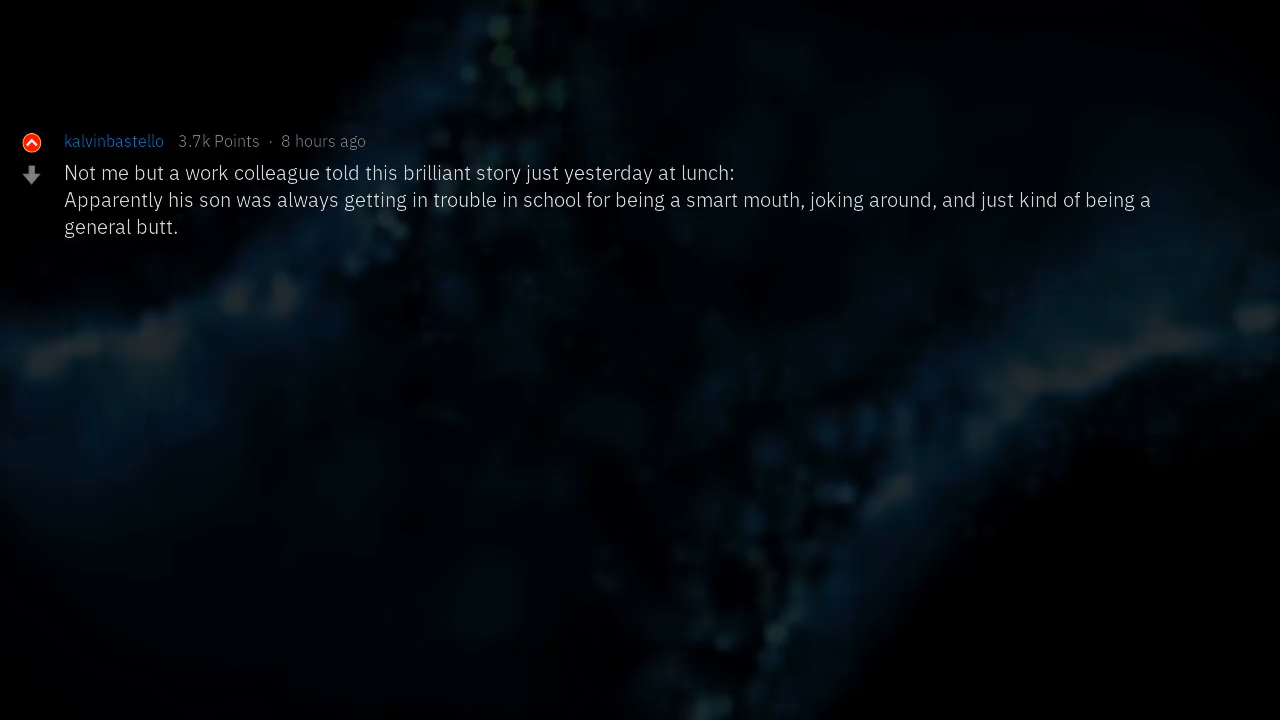 kalvinbastello 3.7k Points · 8 hours ago
Not me but a work colleague told this brilliant story just yesterday at lunch:
Apparently his son was always getting in trouble in school for being a smart mouth, joking around, and just kind of being a
general butt.